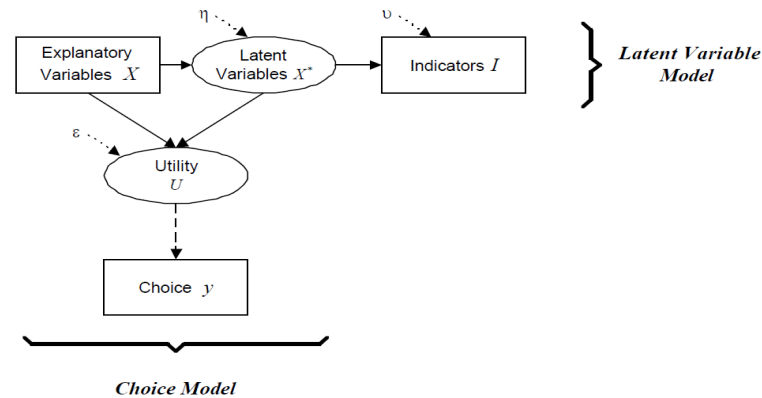 η
υ
Explanatory
Variables X
Latent
Variables X*
Indicators I
Latent Variable
Model
ε
Utility
U
Choice y
Choice Model